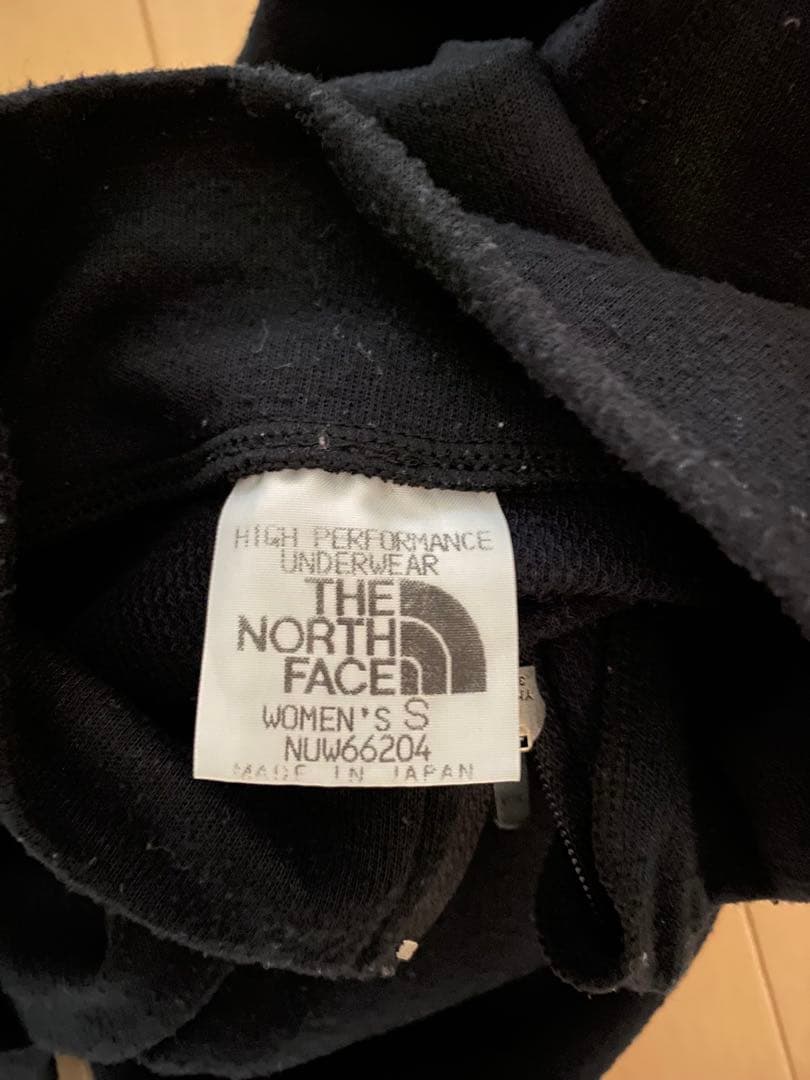 HIGH PERFORMANCE
UNDERWEAR
THE
NORTH
FACE
WOMEN'S S
NUW66204
MADE IN JAPAN